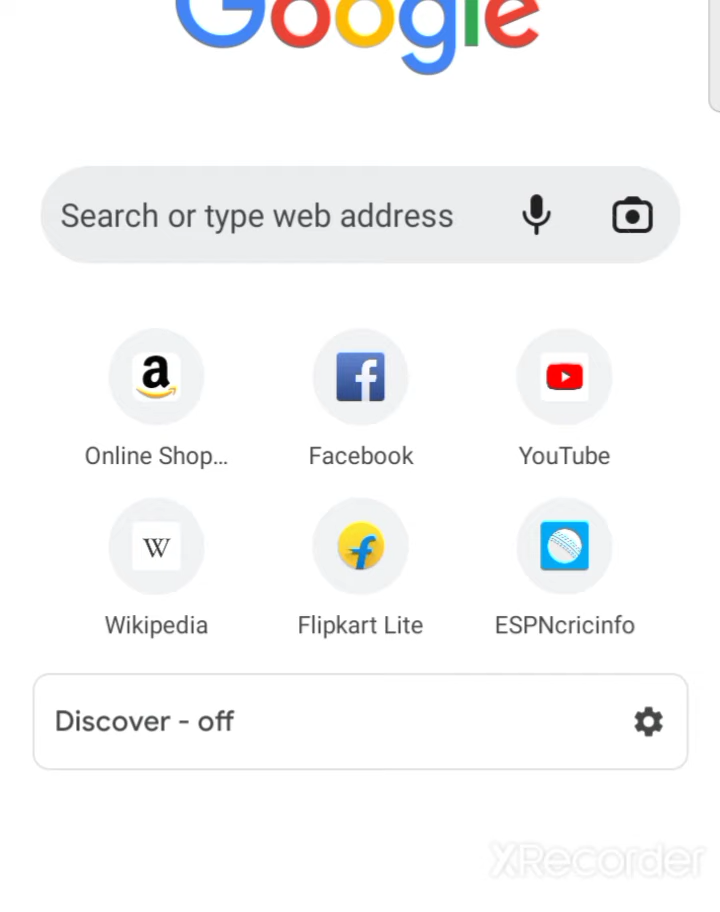 Google
Search or type web address
Online Shop...
Facebook
YouTube
Wikipedia
Flipkart Lite
ESPNcricinfo
Discover - off
XRecorder